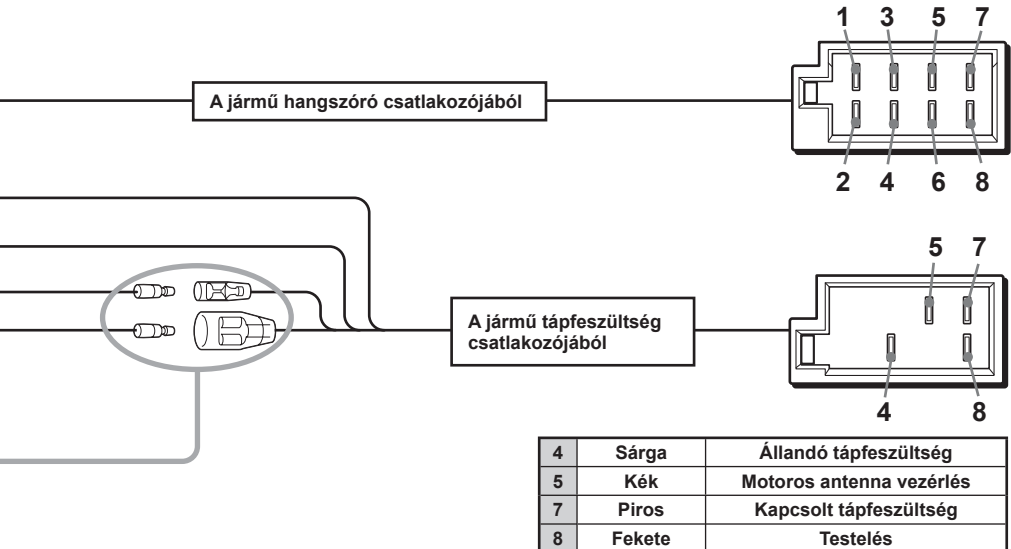 1 3 5 7
A jármű hangszóró csatlakozójából
2 4 6 8
5 7
A jármű tápfeszültség
csatlakozójából
4 8
4 Sárga Állandó tápfeszültség
5 Kék Motoros antenna vezérlés
7 Piros Kapcsolt tápfeszültség
8 Fekete Testelés